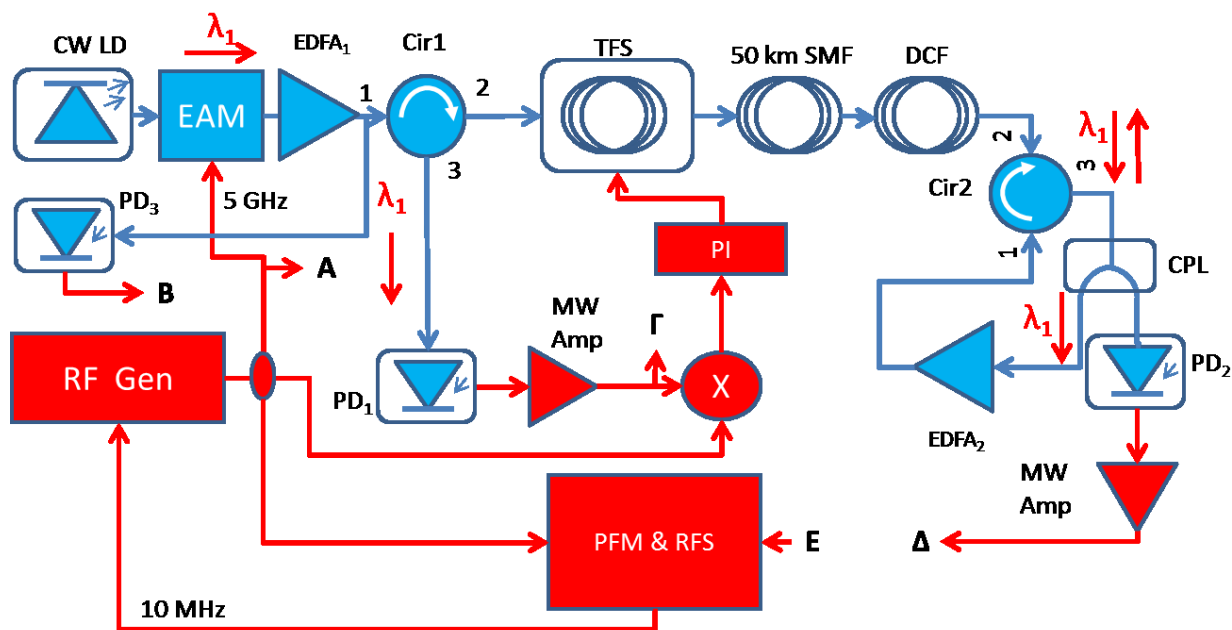 CW LD
λ1
EDFA1
Cir1
TFS
50 km SMF
DCF
EAM
1
2
3
2
3
1
λ1
Cir2
5 GHz
PD3
λ1
PI
CPL
B
A
MW
Amp
Γ
λ1
RF Gen
PD1
X
PD2
EDFA2
MW
Amp
PFM & RFS
E
Δ
10 MHz